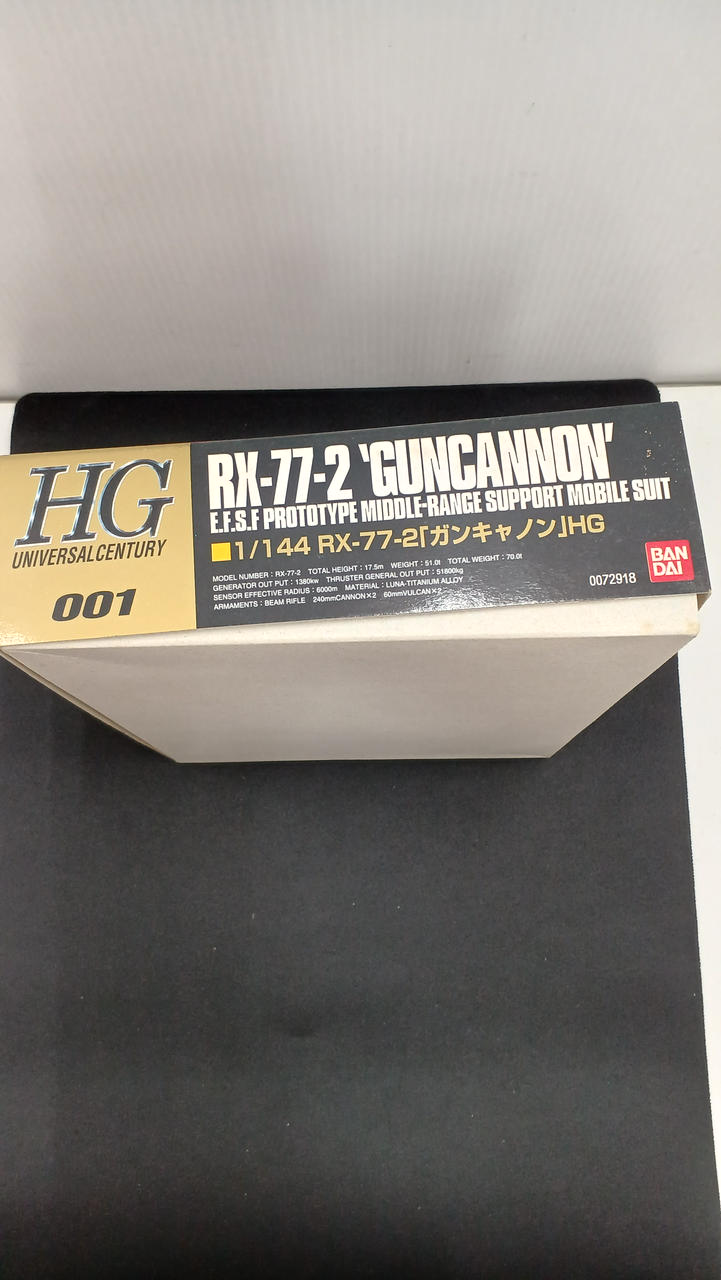 HG
UNIVERSAL CENTURY
001
RX-77-2 'GUNCANNON'
E.F.S.F PROTOTYPE MIDDLE-RANGE SUPPORT MOBILE SUIT
1/144 RX-77-2「ガンキャノン」HG
MODEL NUMBER : RX-77-2 TOTAL HEIGHT : 17.5m WEIGHT : 51.0t TOTAL WEIGHT : 70.0t
GENERATOR OUT PUT : 1380kw THRUSTER GENERAL OUT PUT : 51800kg
SENSOR EFFECTIVE RADIUS : 6000m MATERIAL : LUNA-TITANIUM ALLOY
ARMAMENTS : BEAM RIFLE 240mmCANNON×2 60mmVULCAN×2
0072918
BAN
DAI